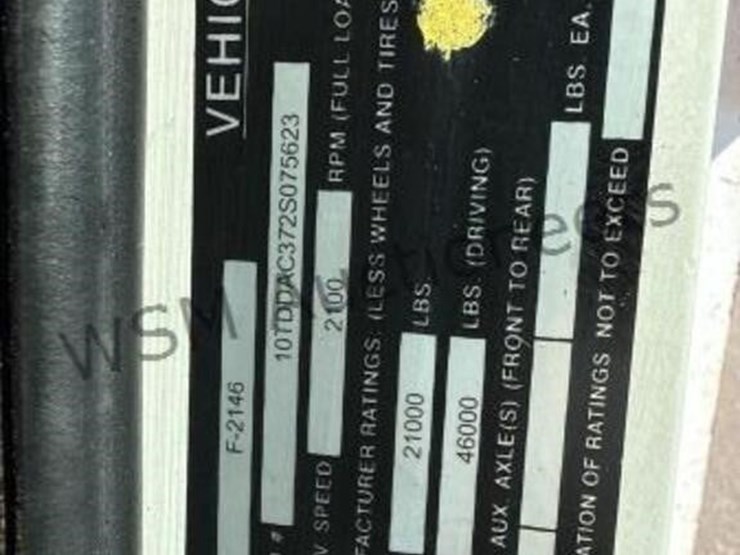 VEHIC
F-2146
# 10TDDAC372S075623
V. SPEED 2100 RPM (FULL LOA
FACTURER RATINGS: (LESS WHEELS AND TIRES
21000 LBS.
46000 LBS. (DRIVING)
AUX. AXLE(S) (FRONT TO REAR)
LBS EA.
ATION OF RATINGS NOT TO EXCEED
WSM Auctioneers